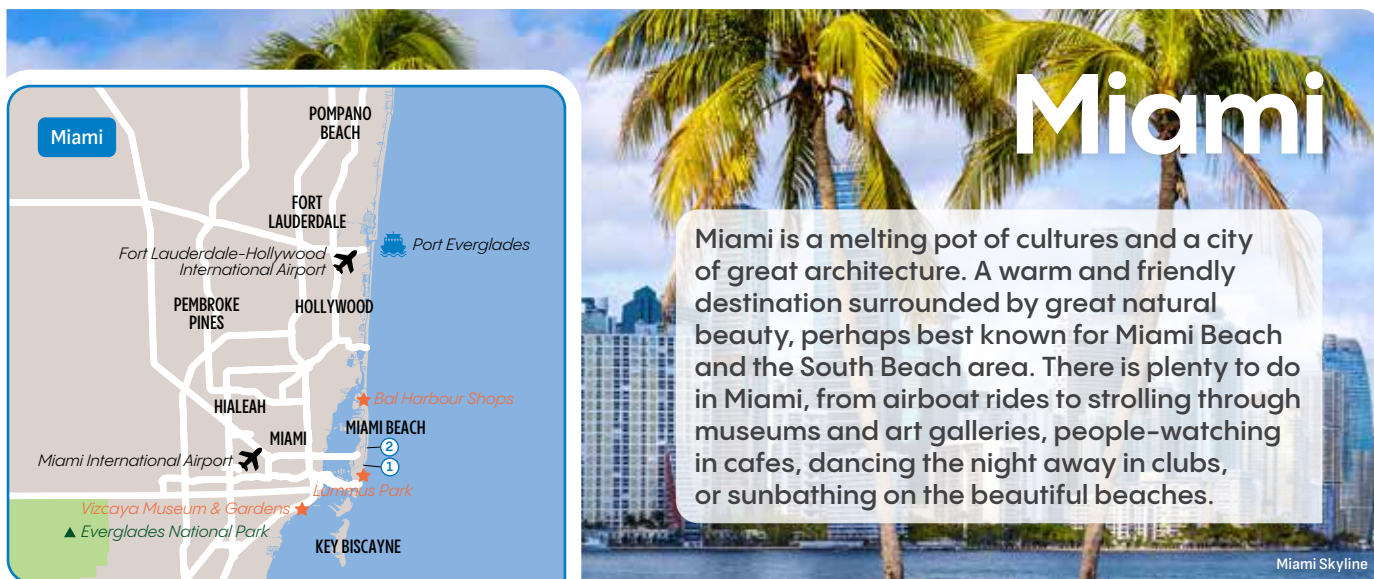 Miami
Miami is a melting pot of cultures and a city
of great architecture. A warm and friendly
destination surrounded by great natural
beauty, perhaps best known for Miami Beach
and the South Beach area. There is plenty to do
in Miami, from airboat rides to strolling through
museums and art galleries, people-watching
in cafes, dancing the night away in clubs,
or sunbathing on the beautiful beaches.
Miami Skyline
Miami
POMPANO
BEACH
FORT
LAUDERDALE
Fort Lauderdale-Hollywood
International Airport
Port Everglades
PEMBROKE
PINES
HOLLYWOOD
Bal Harbour Shops
HIALEAH
MIAMI BEACH
MIAMI
2
Miami International Airport
1
Lummus Park
Vizcaya Museum & Gardens
Everglades National Park
KEY BISCAYNE